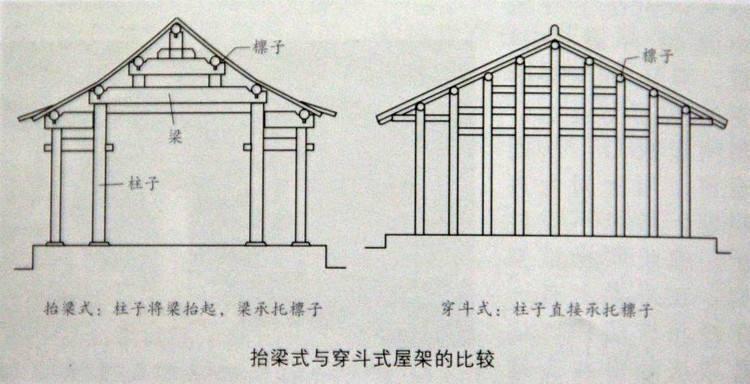 檩子
梁
柱子
檩子
抬梁式：柱子将梁抬起，梁承托檩子
穿斗式：柱子直接承托檩子
抬梁式与穿斗式屋架的比较